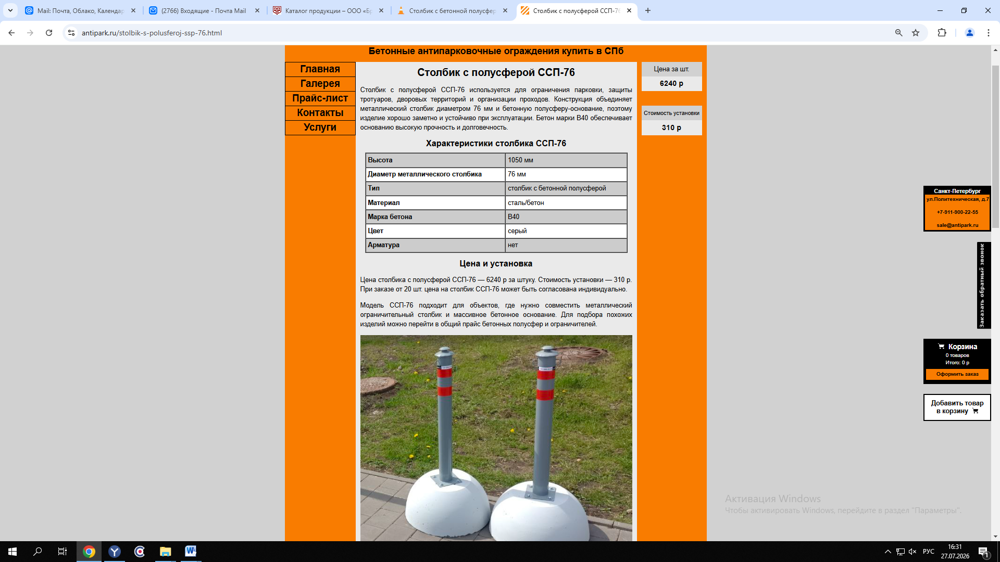 Mail: Почта, Облако, Календар
(2766) Входящие - Почта Mail
Каталог продукции – ООО «Бр
Столбик с бетонной полусфер
Столбик с полусферой ССП-76
antipark.ru/stolbik-s-polusferoj-ssp-76.html
Бетонные антипарковочные ограждения купить в СПб
Главная
Галерея
Прайс-лист
Контакты
Услуги
Столбик с полусферой ССП-76
Столбик с полусферой ССП-76 используется для ограничения парковки, защиты
тротуаров, дворовых территорий и организации проходов. Конструкция объединяет
металлический столбик диаметром 76 мм и бетонную полусферу-основание, поэтому
изделие хорошо заметно и устойчиво при эксплуатации. Бетон марки В40 обеспечивает
основанию высокую прочность и долговечность.
Характеристики столбика ССП-76
Высота 1050 мм
Диаметр металлического столбика 76 мм
Тип столбик с бетонной полусферой
Материал сталь/бетон
Марка бетона В40
Цвет серый
Арматура нет
Цена и установка
Цена столбика с полусферой ССП-76 — 6240 р за штуку. Стоимость установки — 310 р.
При заказе от 20 шт. цена на столбик ССП-76 может быть согласована индивидуально.
Модель ССП-76 подходит для объектов, где нужно совместить металлический
ограничительный столбик и массивное бетонное основание. Для подбора похожих
изделий можно перейти в общий прайс бетонных полусфер и ограничителей.
Цена за шт.
6240 р
Стоимость установки
310 р
Санкт-Петербург
ул.Политехническая, д.7
+7-911-900-22-55
sale@antipark.ru
Заказать обратный звонок
Корзина
0 товаров
Итого: 0 р
Оформить заказ
Добавить товар
в корзину
Активация Windows
Чтобы активировать Windows, перейдите в раздел "Параметры".
РУС
16:31
27.07.2026
1